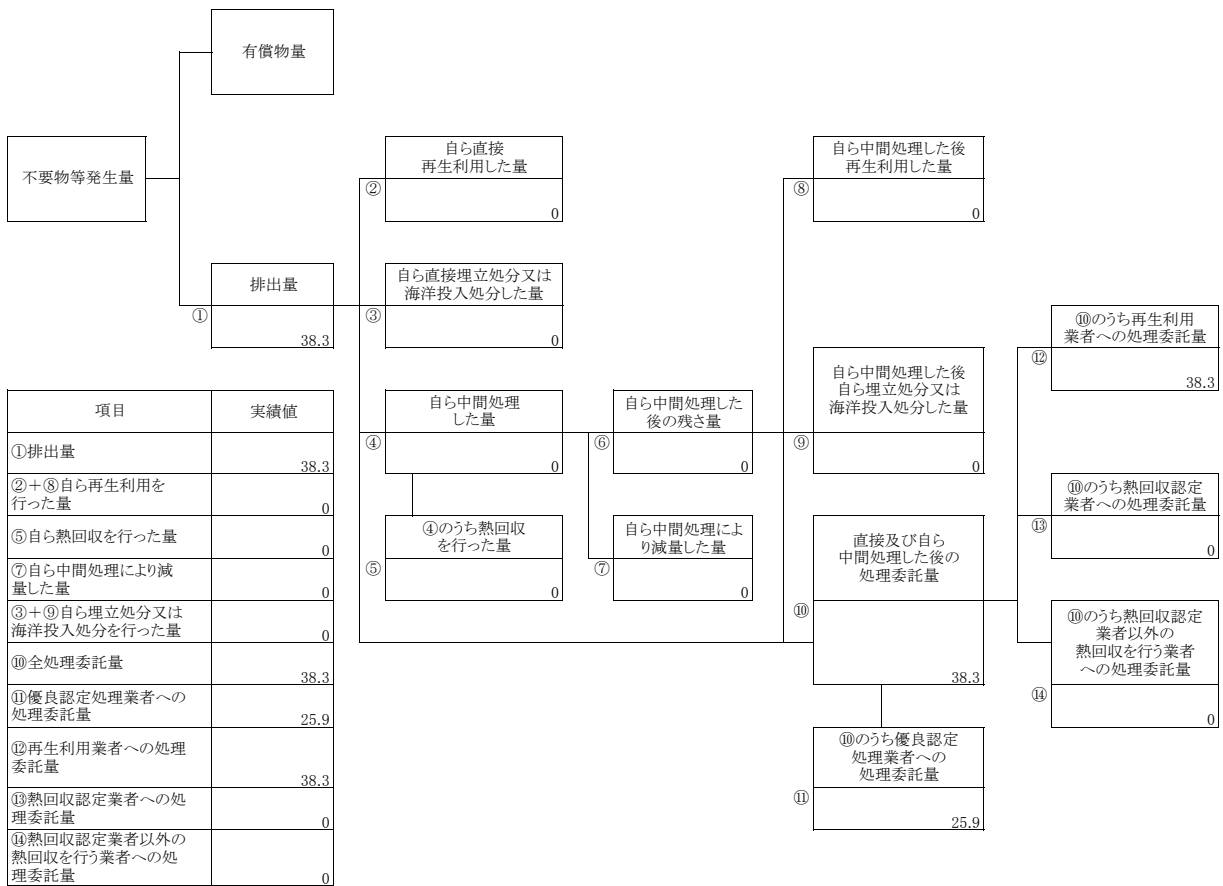 有償物量
不要物等発生量
自ら直接
再生利用した量
②
0
自ら中間処理した後
再生利用した量
⑧
0
排出量
①
38.3
自ら直接埋立処分又は
海洋投入処分した量
③
0
⑩のうち再生利用
業者への処理委託量
⑫
38.3
自ら中間処理
した量
④
0
自ら中間処理した
後の残さ量
⑥
0
自ら中間処理した後
自ら埋立処分又は
海洋投入処分した量
⑨
0
⑩のうち熱回収認定
業者への処理委託量
⑬
0
④のうち熱回収
を行った量
⑤
0
自ら中間処理によ
り減量した量
⑦
0
直接及び自ら
中間処理した後の
処理委託量
⑩
38.3
⑩のうち熱回収認定
業者以外の
熱回収を行う業者
への処理委託量
⑭
0
⑩のうち優良認定
処理業者への
処理委託量
⑪
25.9
項目 実績値
①排出量
38.3
②＋⑧自ら再生利用を
行った量
0
⑤自ら熱回収を行った量
0
⑦自ら中間処理により減
量した量
0
③＋⑨自ら埋立処分又は
海洋投入処分を行った量
0
⑩全処理委託量
38.3
⑪優良認定処理業者への
処理委託量
25.9
⑫再生利用業者への処理
委託量
38.3
⑬熱回収認定業者への処
理委託量
0
⑭熱回収認定業者以外の
熱回収を行う業者への処
理委託量
0